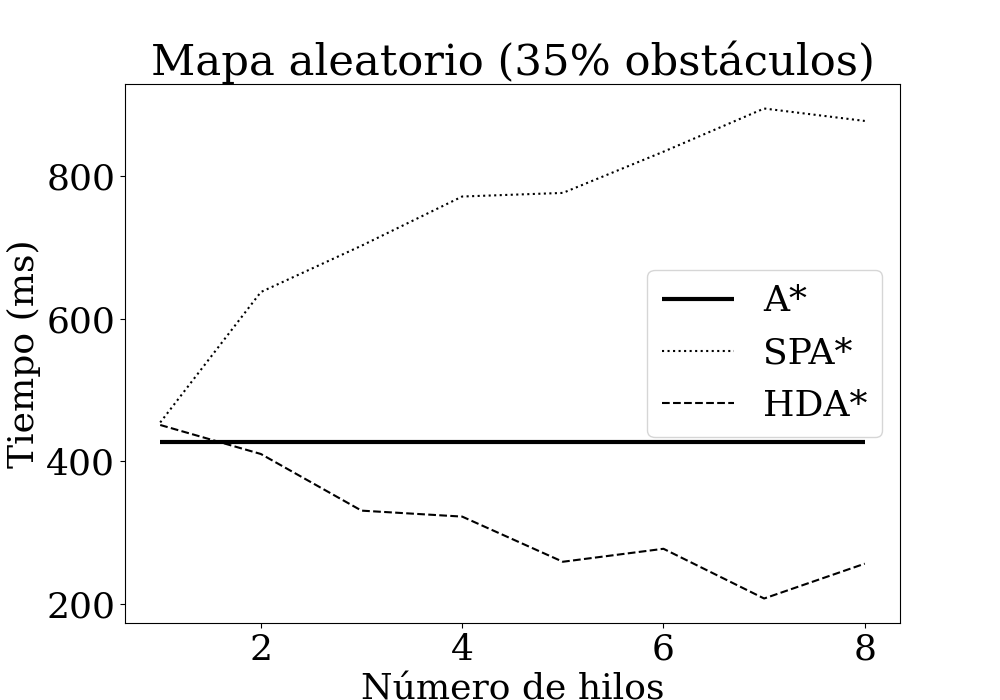 Mapa aleatorio (35% obstáculos)
Tiempo (ms)
800
600
400
200
A*
SPA*
HDA*
2 4 6 8
Número de hilos